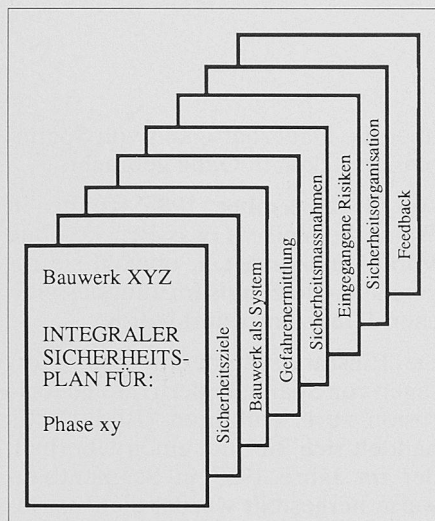 Bauwerk XYZ
INTEGRALER
SICHERHEITS-
PLAN FÜR:
Phase xy
Sicherheitsziele
Bauwerk als System
Gefahrenermittlung
Sicherheitsmassnahmen
Eingegangene Risiken
Sicherheitsorganisation
Feedback